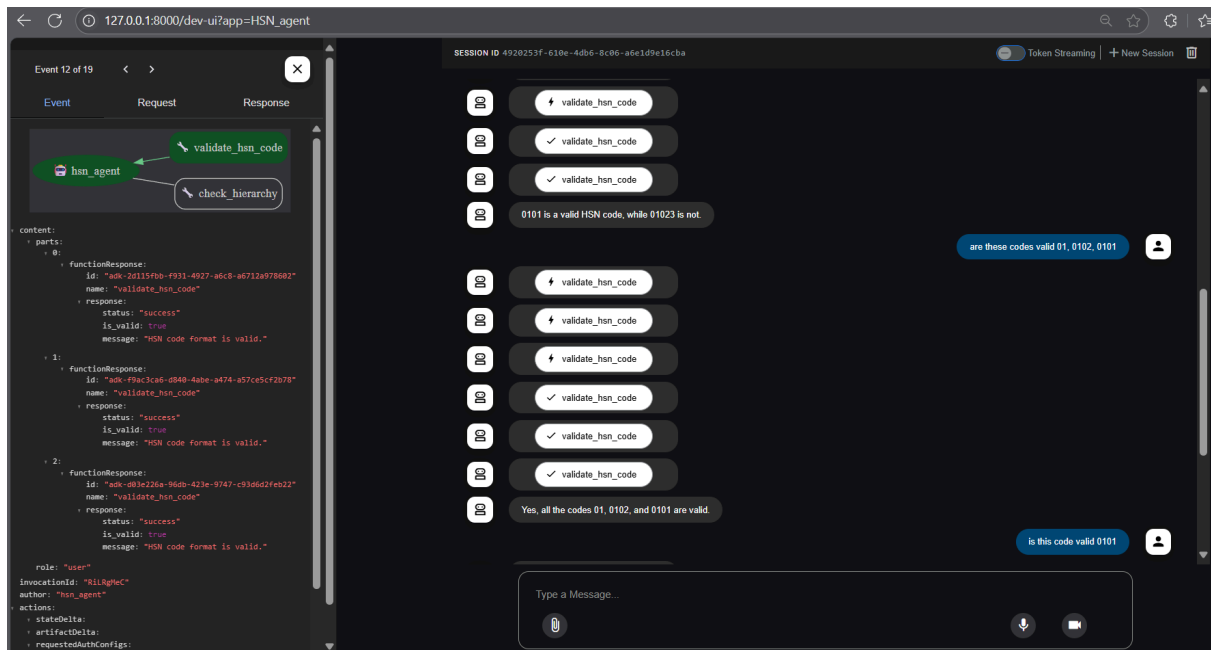 127.0.0.1:8000/dev-ui?app=HSN_agent
Event 12 of 19
Event Request Response
validate_hsn_code
hsn_agent
check_hierarchy
content:
parts:
0:
functionResponse:
id: "adk-2d115fbb-f931-4927-a6c8-a6712a978602"
name: "validate_hsn_code"
response:
status: "success"
is_valid: true
message: "HSN code format is valid."
1:
functionResponse:
id: "adk-f9ac3ca6-d840-4abe-a474-a57ce5cf2b78"
name: "validate_hsn_code"
response:
status: "success"
is_valid: true
message: "HSN code format is valid."
2:
functionResponse:
id: "adk-d03e226a-96db-423e-9747-c93d6d2feb22"
name: "validate_hsn_code"
response:
status: "success"
is_valid: true
message: "HSN code format is valid."
role: "user"
invocationId: "RiLRgMeC"
author: "hsn_agent"
actions:
stateDelta:
artifactDelta:
requestedAuthConfigs:
SESSION ID 4920253f-610e-4db6-8c06-a6e1d9e16cba
Token Streaming
New Session
validate_hsn_code
validate_hsn_code
validate_hsn_code
0101 is a valid HSN code, while 01023 is not.
are these codes valid 01, 0102, 0101
validate_hsn_code
validate_hsn_code
validate_hsn_code
validate_hsn_code
validate_hsn_code
validate_hsn_code
Yes, all the codes 01, 0102, and 0101 are valid.
is this code valid 0101
Type a Message...